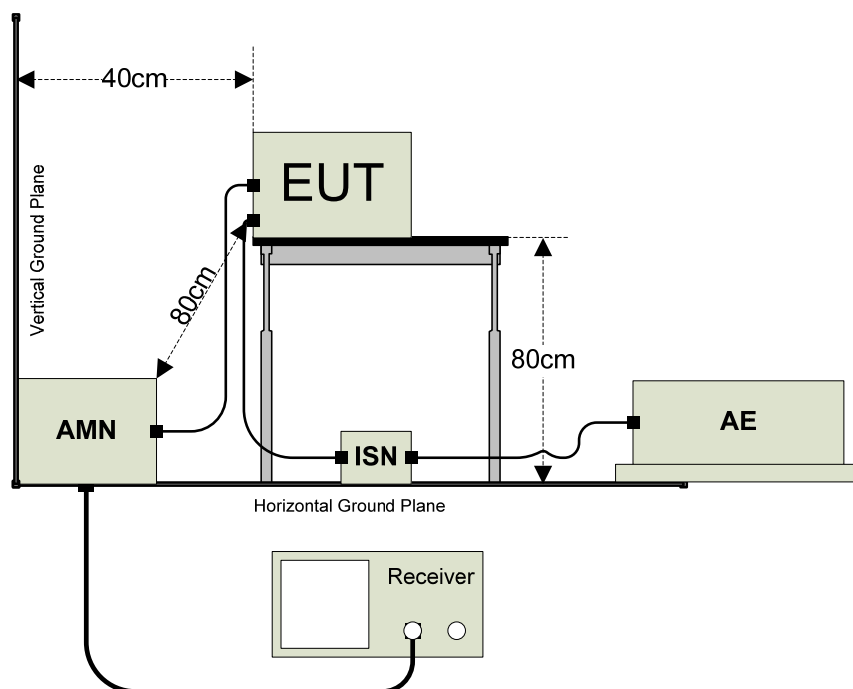 40cm
EUT
Vertical Ground Plane
80cm
80cm
AMN
ISN
AE
Horizontal Ground Plane
Receiver